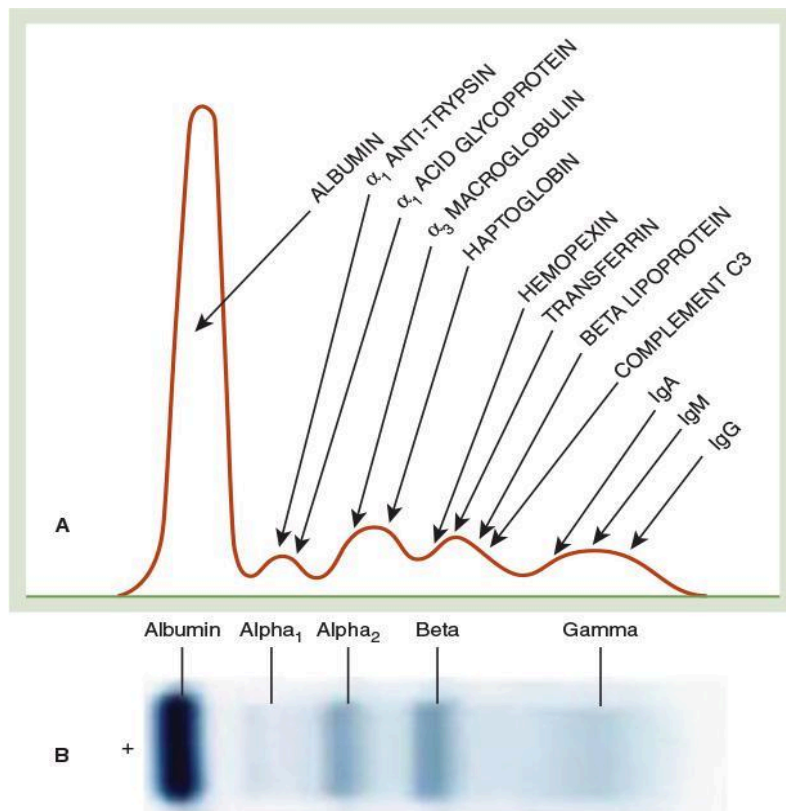 ALBUMIN
α₁ ANTI-TRYPSIN
α₁ ACID GLYCOPROTEIN
α₃ MACROGLOBULIN
HAPTOGLOBIN
HEMOPEXIN
TRANSFERRIN
BETA LIPOPROTEIN
COMPLEMENT C3
IgA
IgM
IgG
A
Albumin Alpha₁ Alpha₂ Beta Gamma
B +